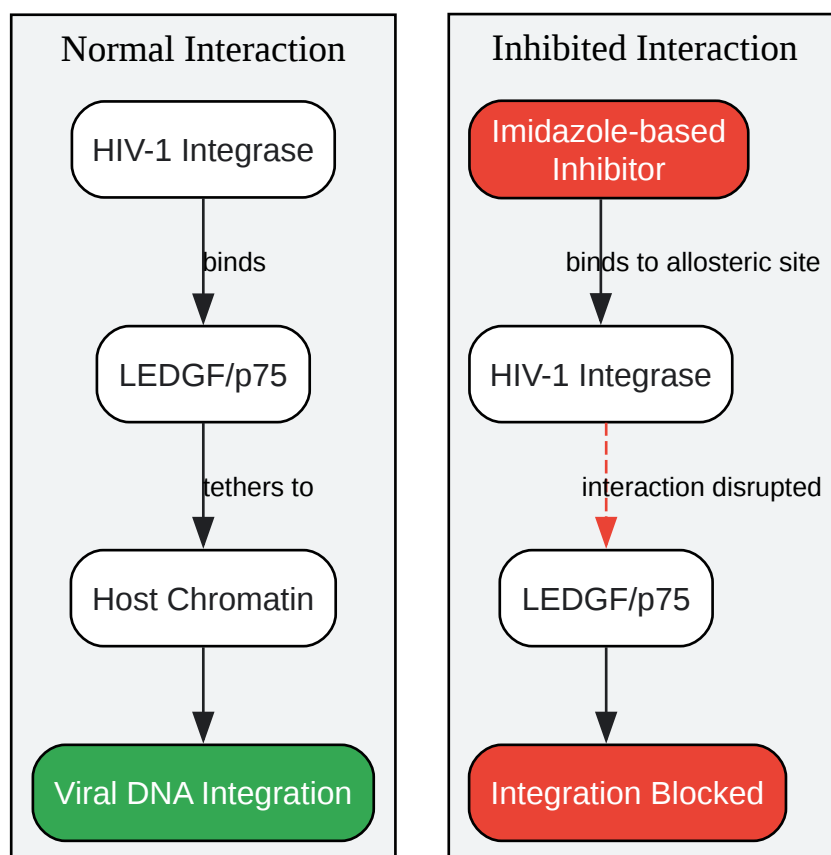 Normal Interaction
HIV-1 Integrase
binds
LEDGF/p75
tethers to
Host Chromatin
Viral DNA Integration
Inhibited Interaction
Imidazole-based
Inhibitor
binds to allosteric site
HIV-1 Integrase
interaction disrupted
LEDGF/p75
Integration Blocked